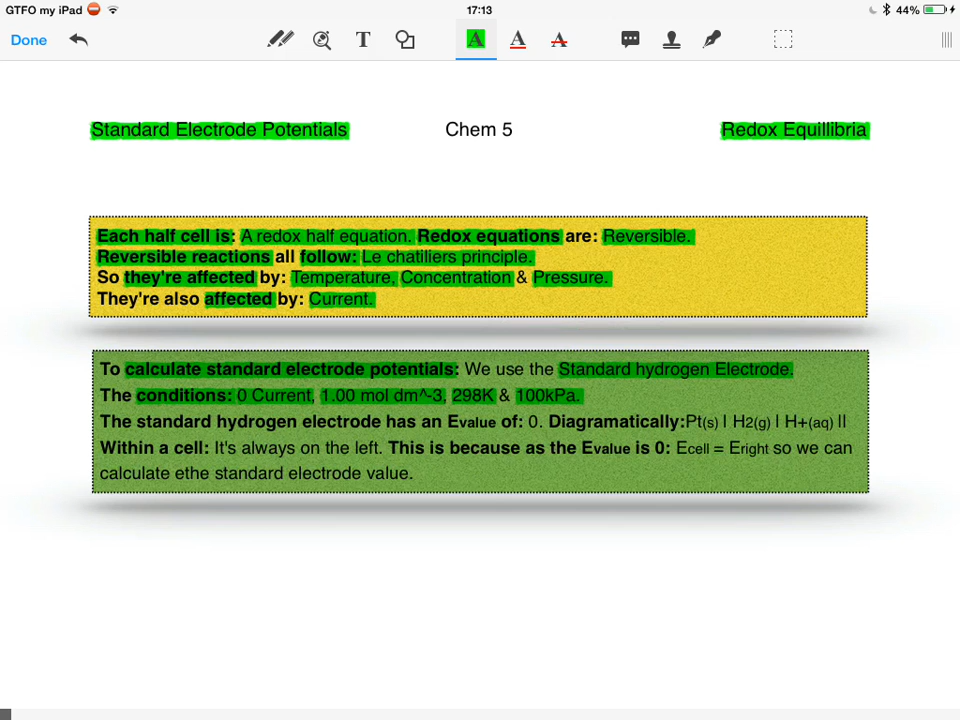 GTFO my iPad 17:13 44%
Done T A A A
Standard Electrode Potentials Chem 5 Redox Equillibria
Each half cell is: A redox half equation. Redox equations are: Reversible.
Reversible reactions all follow: Le chatiliers principle.
So they're affected by: Temperature, Concentration & Pressure.
They're also affected by: Current.
To calculate standard electrode potentials: We use the Standard hydrogen Electrode.
The conditions: 0 Current, 1.00 mol dm^-3, 298K & 100kPa.
The standard hydrogen electrode has an Evalue of: 0. Diagramatically:Pt(s) | H2(g) | H+(aq) ||
Within a cell: It's always on the left. This is because as the Evalue is 0: Ecell = Eright so we can
calculate ethe standard electrode value.